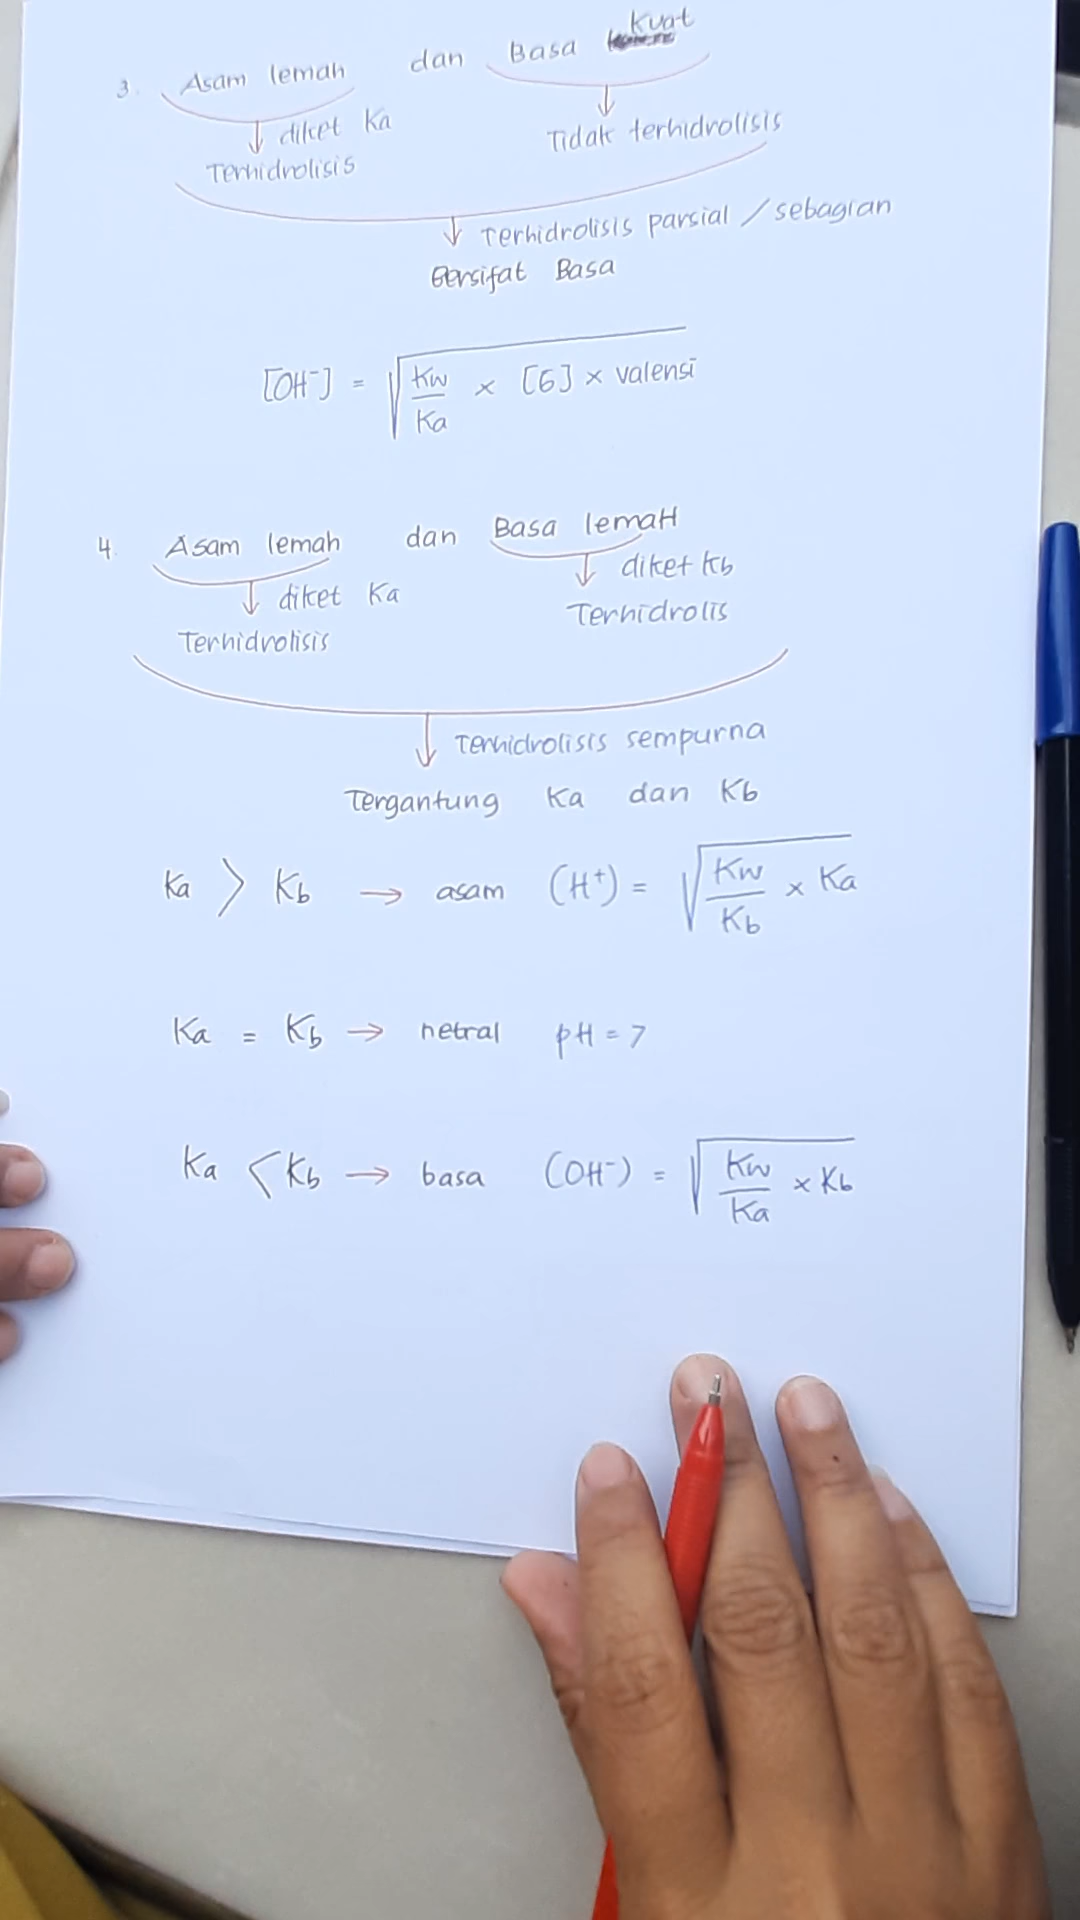 3. Asam lemah dan Basa kuat
diket Ka
Terhidrolisis
Tidak terhidrolisis
Terhidrolisis parsial / sebagian
Bersifat Basa
[OH⁻] = √(Kw/Ka × [G] × valensi)
4. Asam lemah dan Basa lemaH
diket Ka
diket Kb
Terhidrolisis
Terhidrolis
Terhidrolisis sempurna
Tergantung Ka dan Kb
Ka > Kb → asam (H⁺) = √(Kw/Kb × Ka)
Ka = Kb → netral pH = 7
Ka < Kb → basa (OH⁻) = √(Kw/Ka × Kb)